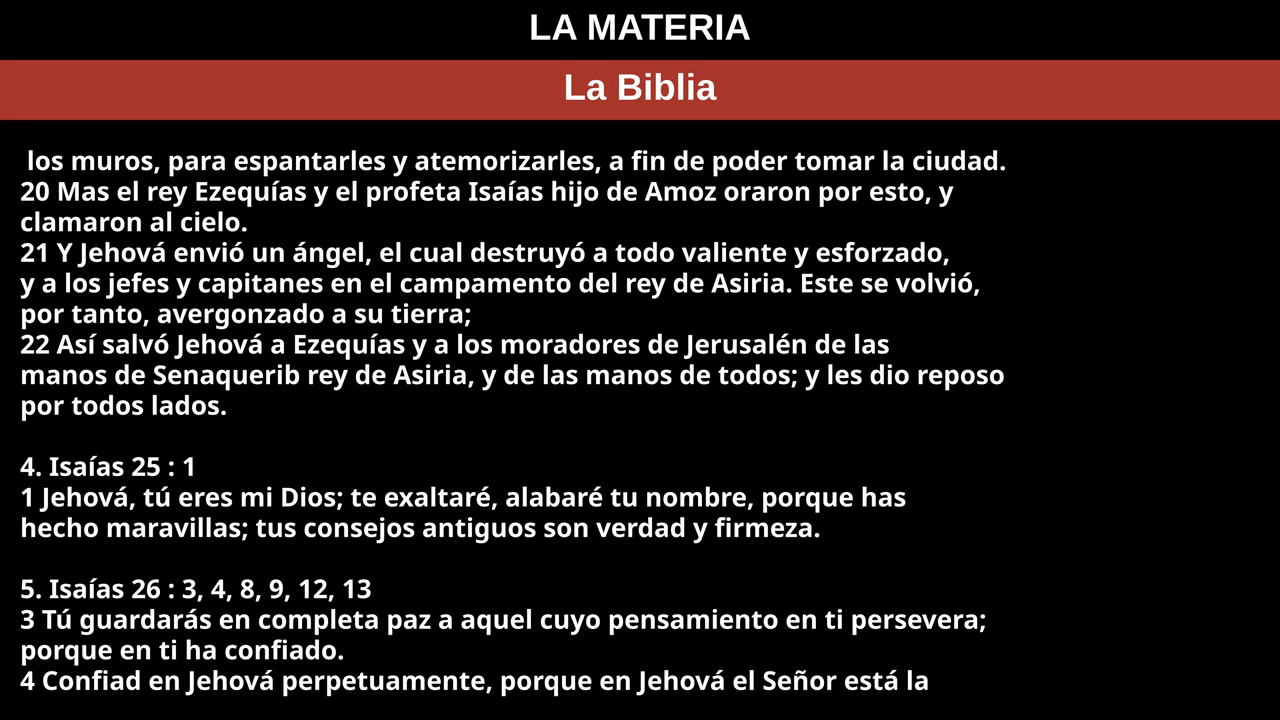 LA MATERIA
La Biblia
los muros, para espantarles y atemorizarles, a fin de poder tomar la ciudad.
20 Mas el rey Ezequías y el profeta Isaías hijo de Amoz oraron por esto, y
clamaron al cielo.
21 Y Jehová envió un ángel, el cual destruyó a todo valiente y esforzado,
y a los jefes y capitanes en el campamento del rey de Asiria. Este se volvió,
por tanto, avergonzado a su tierra;
22 Así salvó Jehová a Ezequías y a los moradores de Jerusalén de las
manos de Senaquerib rey de Asiria, y de las manos de todos; y les dio reposo
por todos lados.
4. Isaías 25 : 1
1 Jehová, tú eres mi Dios; te exaltaré, alabaré tu nombre, porque has
hecho maravillas; tus consejos antiguos son verdad y firmeza.
5. Isaías 26 : 3, 4, 8, 9, 12, 13
3 Tú guardarás en completa paz a aquel cuyo pensamiento en ti persevera;
porque en ti ha confiado.
4 Confiad en Jehová perpetuamente, porque en Jehová el Señor está la